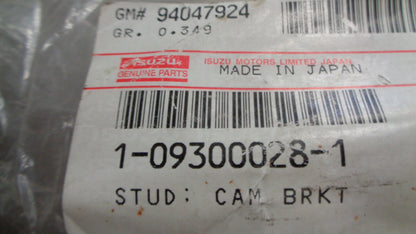 GM# 94047924
GR. 0.349
ISUZU
GENUINE PARTS
ISUZU MOTORS LIMITED JAPAN
MADE IN JAPAN
1-09300028-1
STUD: CAM BRKT